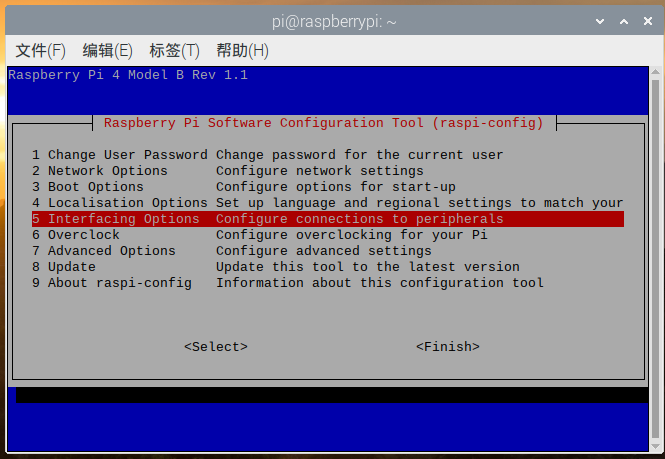 pi@raspberrypi: ~
文件(F) 编辑(E) 标签(T) 帮助(H)
Raspberry Pi 4 Model B Rev 1.1
Raspberry Pi Software Configuration Tool (raspi-config)
1 Change User Password Change password for the current user
2 Network Options Configure network settings
3 Boot Options Configure options for start-up
4 Localisation Options Set up language and regional settings to match your
5 Interfacing Options Configure connections to peripherals
6 Overclock Configure overclocking for your Pi
7 Advanced Options Configure advanced settings
8 Update Update this tool to the latest version
9 About raspi-config Information about this configuration tool
<Select> <Finish>